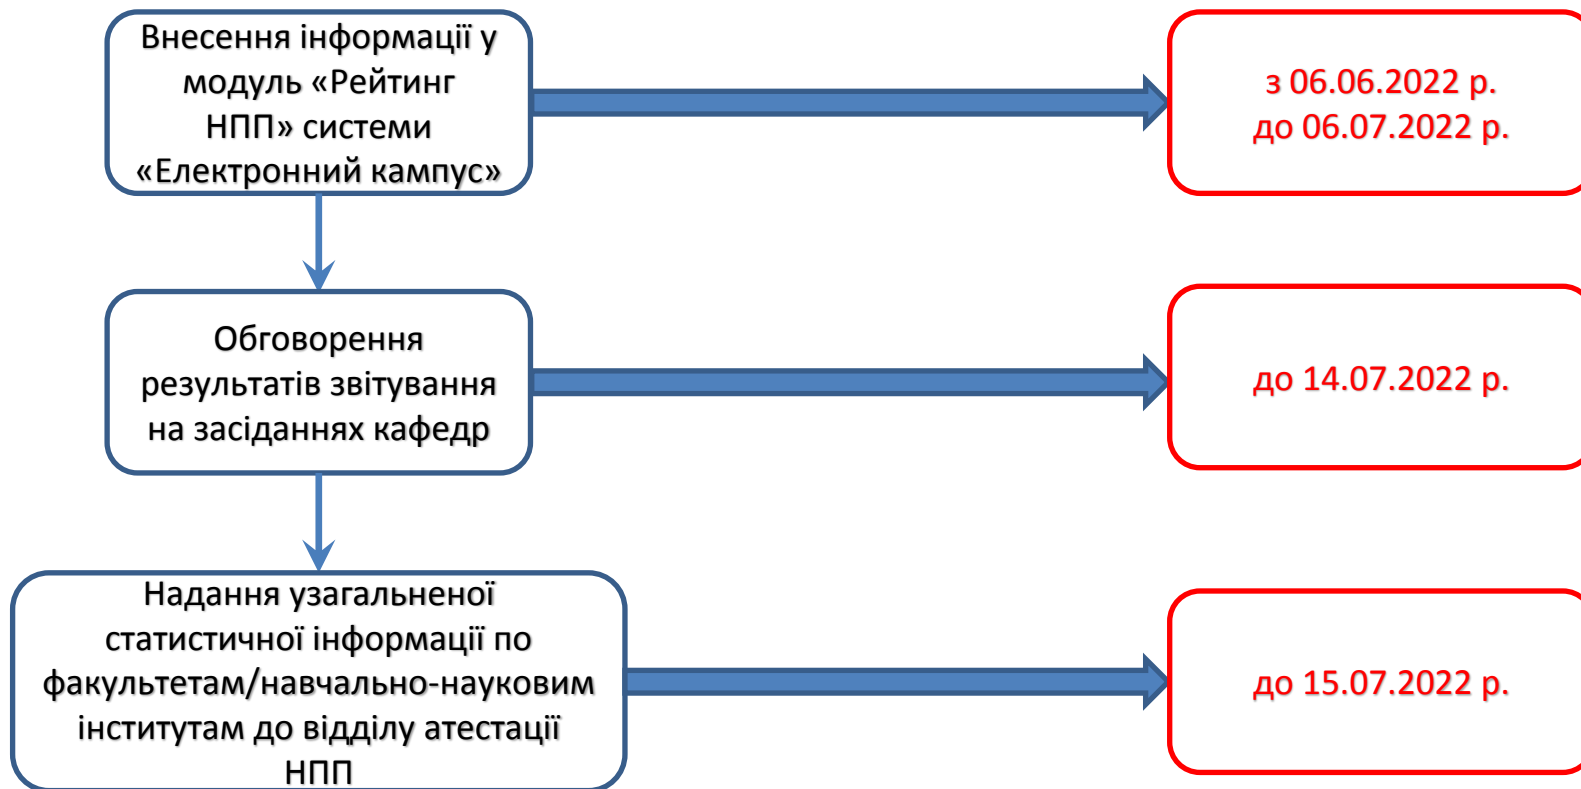 Внесення інформації у
модуль «Рейтинг
НПП» системи
«Електронний кампус»
з 06.06.2022 р.
до 06.07.2022 р.
Обговорення
результатів звітування
на засіданнях кафедр
до 14.07.2022 р.
Надання узагальненої
статистичної інформації по
факультетам/навчально-науковим
інститутам до відділу атестації
НПП
до 15.07.2022 р.